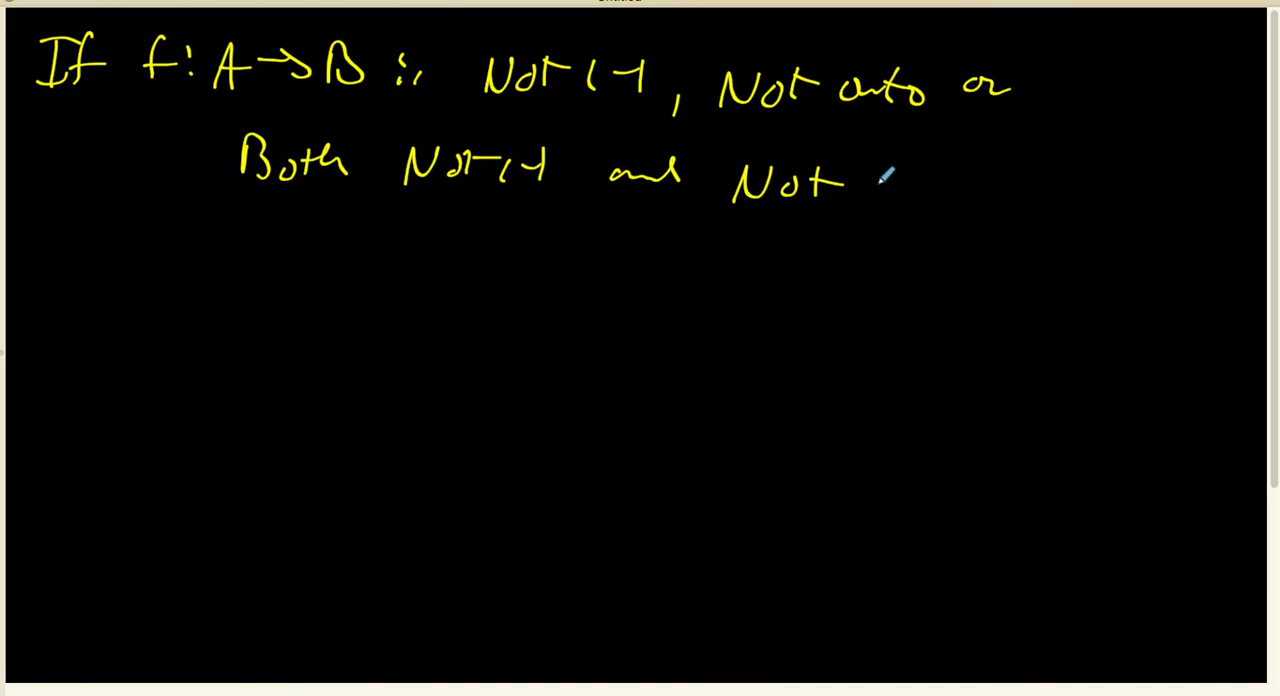 If f: A→B is Not 1-1, Not onto or
Both Not 1-1 and Not